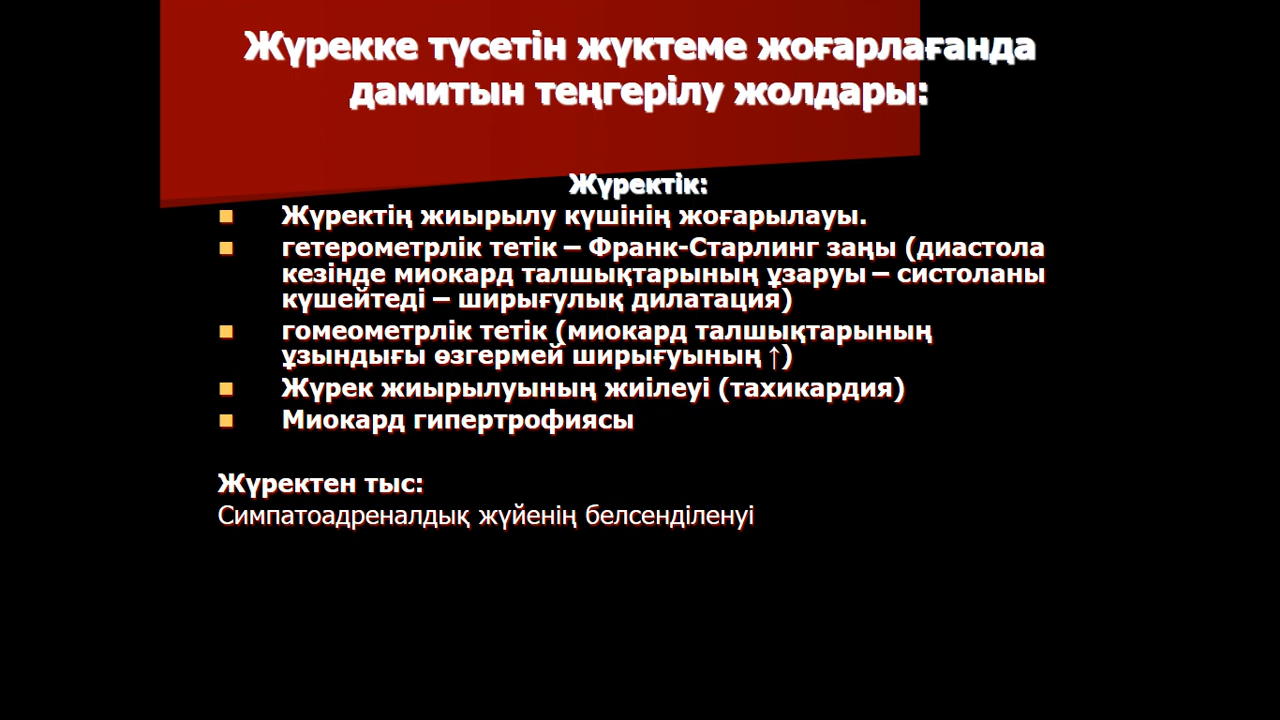 Жүрекке түсетін жүктеме жоғарлағанда
дамитын теңгерілу жолдары:
Жүректік:
Жүректің жиырылу күшінің жоғарылауы.
гетерометрлік тетік – Франк-Старлинг заңы (диастола
кезінде миокард талшықтарының ұзаруы – систоланы
күшейтеді – ширығулық дилатация)
гомеометрлік тетік (миокард талшықтарының
ұзындығы өзгермей ширығуының ↑)
Жүрек жиырылуының жиілеуі (тахикардия)
Миокард гипертрофиясы
Жүректен тыс:
Симпатоадреналдық жүйенің белсенділенуі